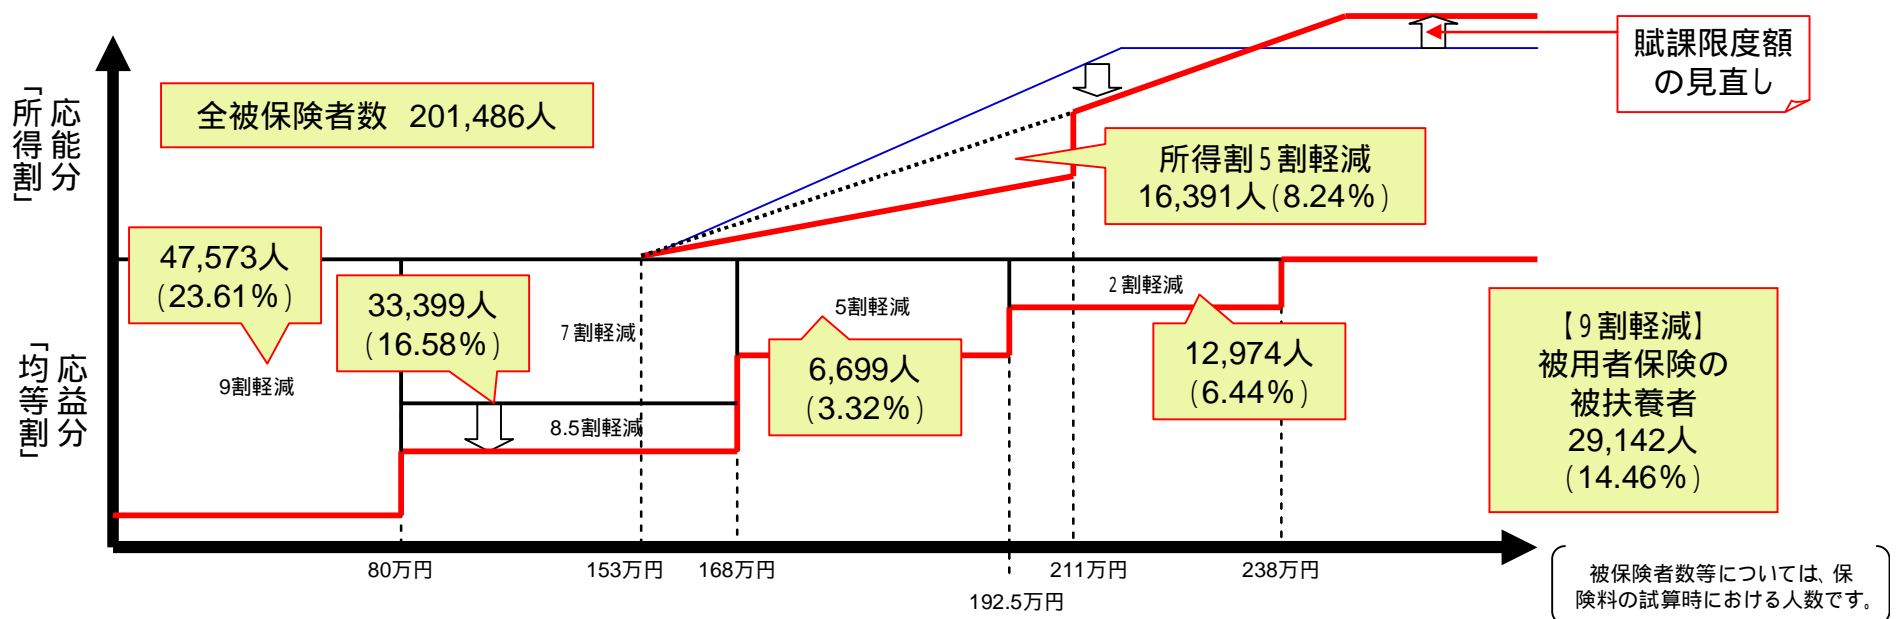 賦課限度額
の見直し
応能分
「所得割」
全被保険者数 201,486人
所得割5割軽減
16,391人(8.24%)
47,573人
(23.61%)
33,399人
(16.58%)
9割軽減
7割軽減
8.5割軽減
5割軽減
6,699人
(3.32%)
2割軽減
12,974人
(6.44%)
【9割軽減】
被用者保険の
被扶養者
29,142人
(14.46%)
応益分
「均等割」
80万円
153万円
168万円
192.5万円
211万円
238万円
被保険者数等については、保
険料の試算時における人数です。